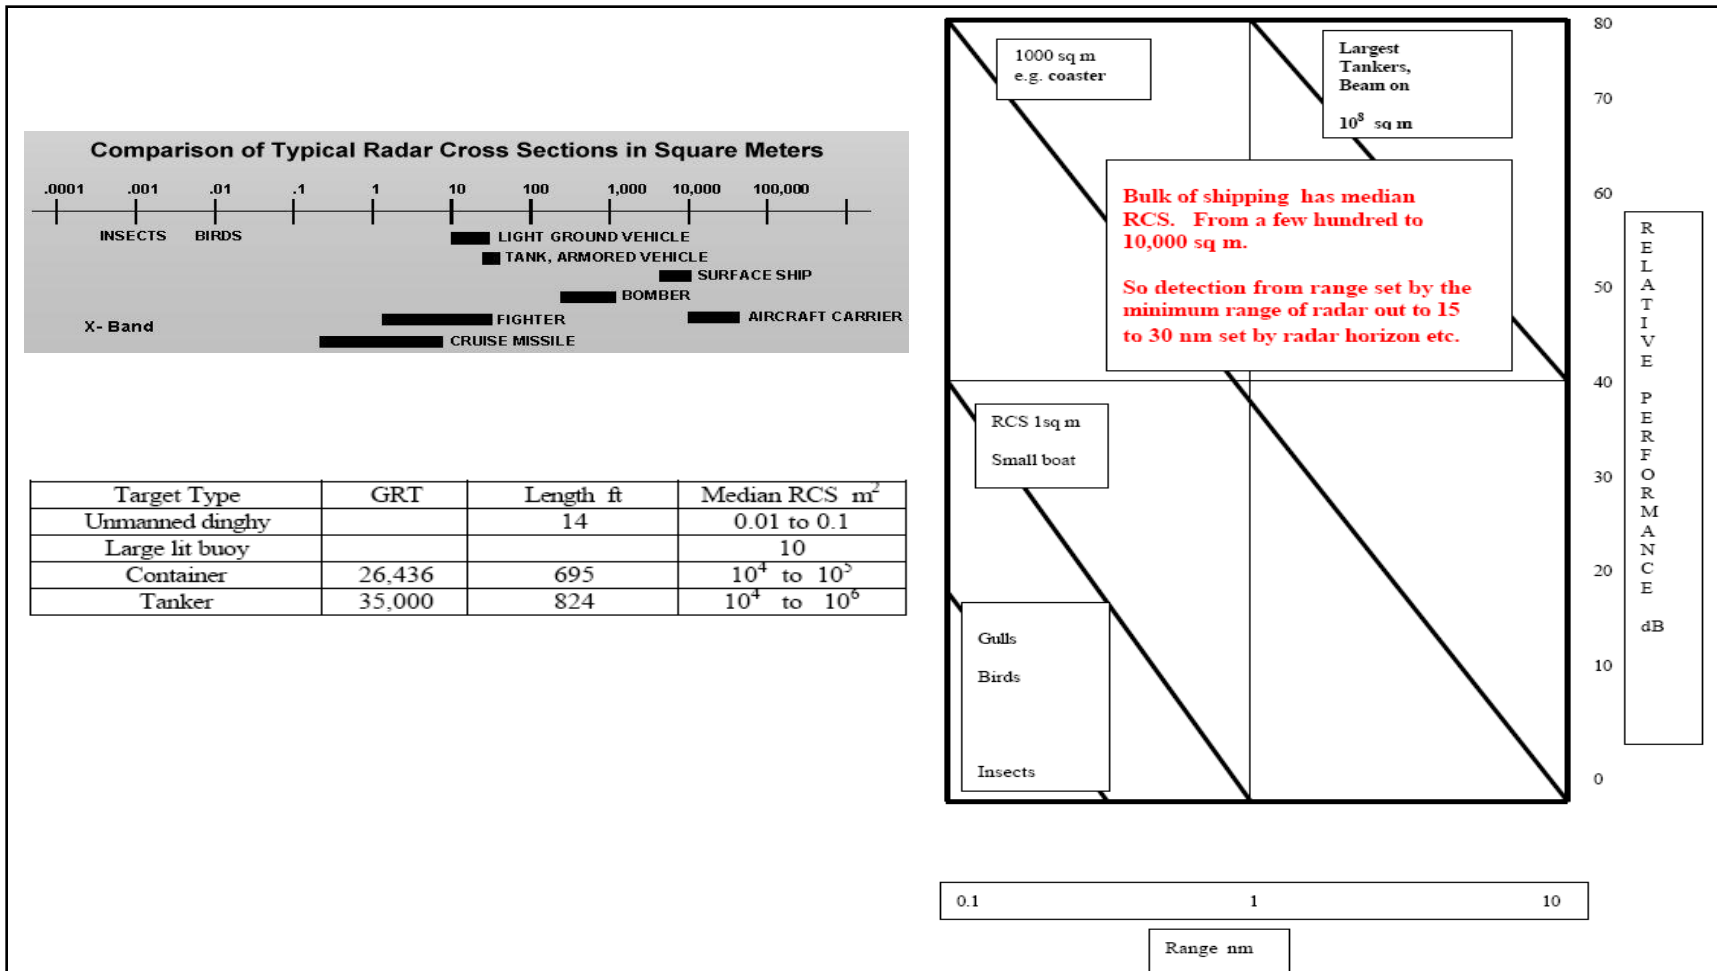 Comparison of Typical Radar Cross Sections in Square Meters
.0001 .001 .01 .1 1 10 100 1,000 10,000 100,000
INSECTS BIRDS LIGHT GROUND VEHICLE
TANK, ARMORED VEHICLE
SURFACE SHIP
BOMBER
X- Band FIGHTER AIRCRAFT CARRIER
CRUISE MISSILE
Target Type GRT Length ft Median RCS m²
Unmanned dinghy 14 0.01 to 0.1
Large lit buoy 10
Container 26,436 695 10⁴ to 10⁵
Tanker 35,000 824 10⁴ to 10⁶
1000 sq m
e.g. coaster
Largest
Tankers,
Beam on
10⁸ sq m
Bulk of shipping has median
RCS. From a few hundred to
10,000 sq m.
So detection from range set by the
minimum range of radar out to 15
to 30 nm set by radar horizon etc.
RCS 1sq m
Small boat
Gulls
Birds
Insects
80
70
60
50
40
30
20
10
0
RELATIVE PERFORMANCE dB
0.1 1 10
Range nm